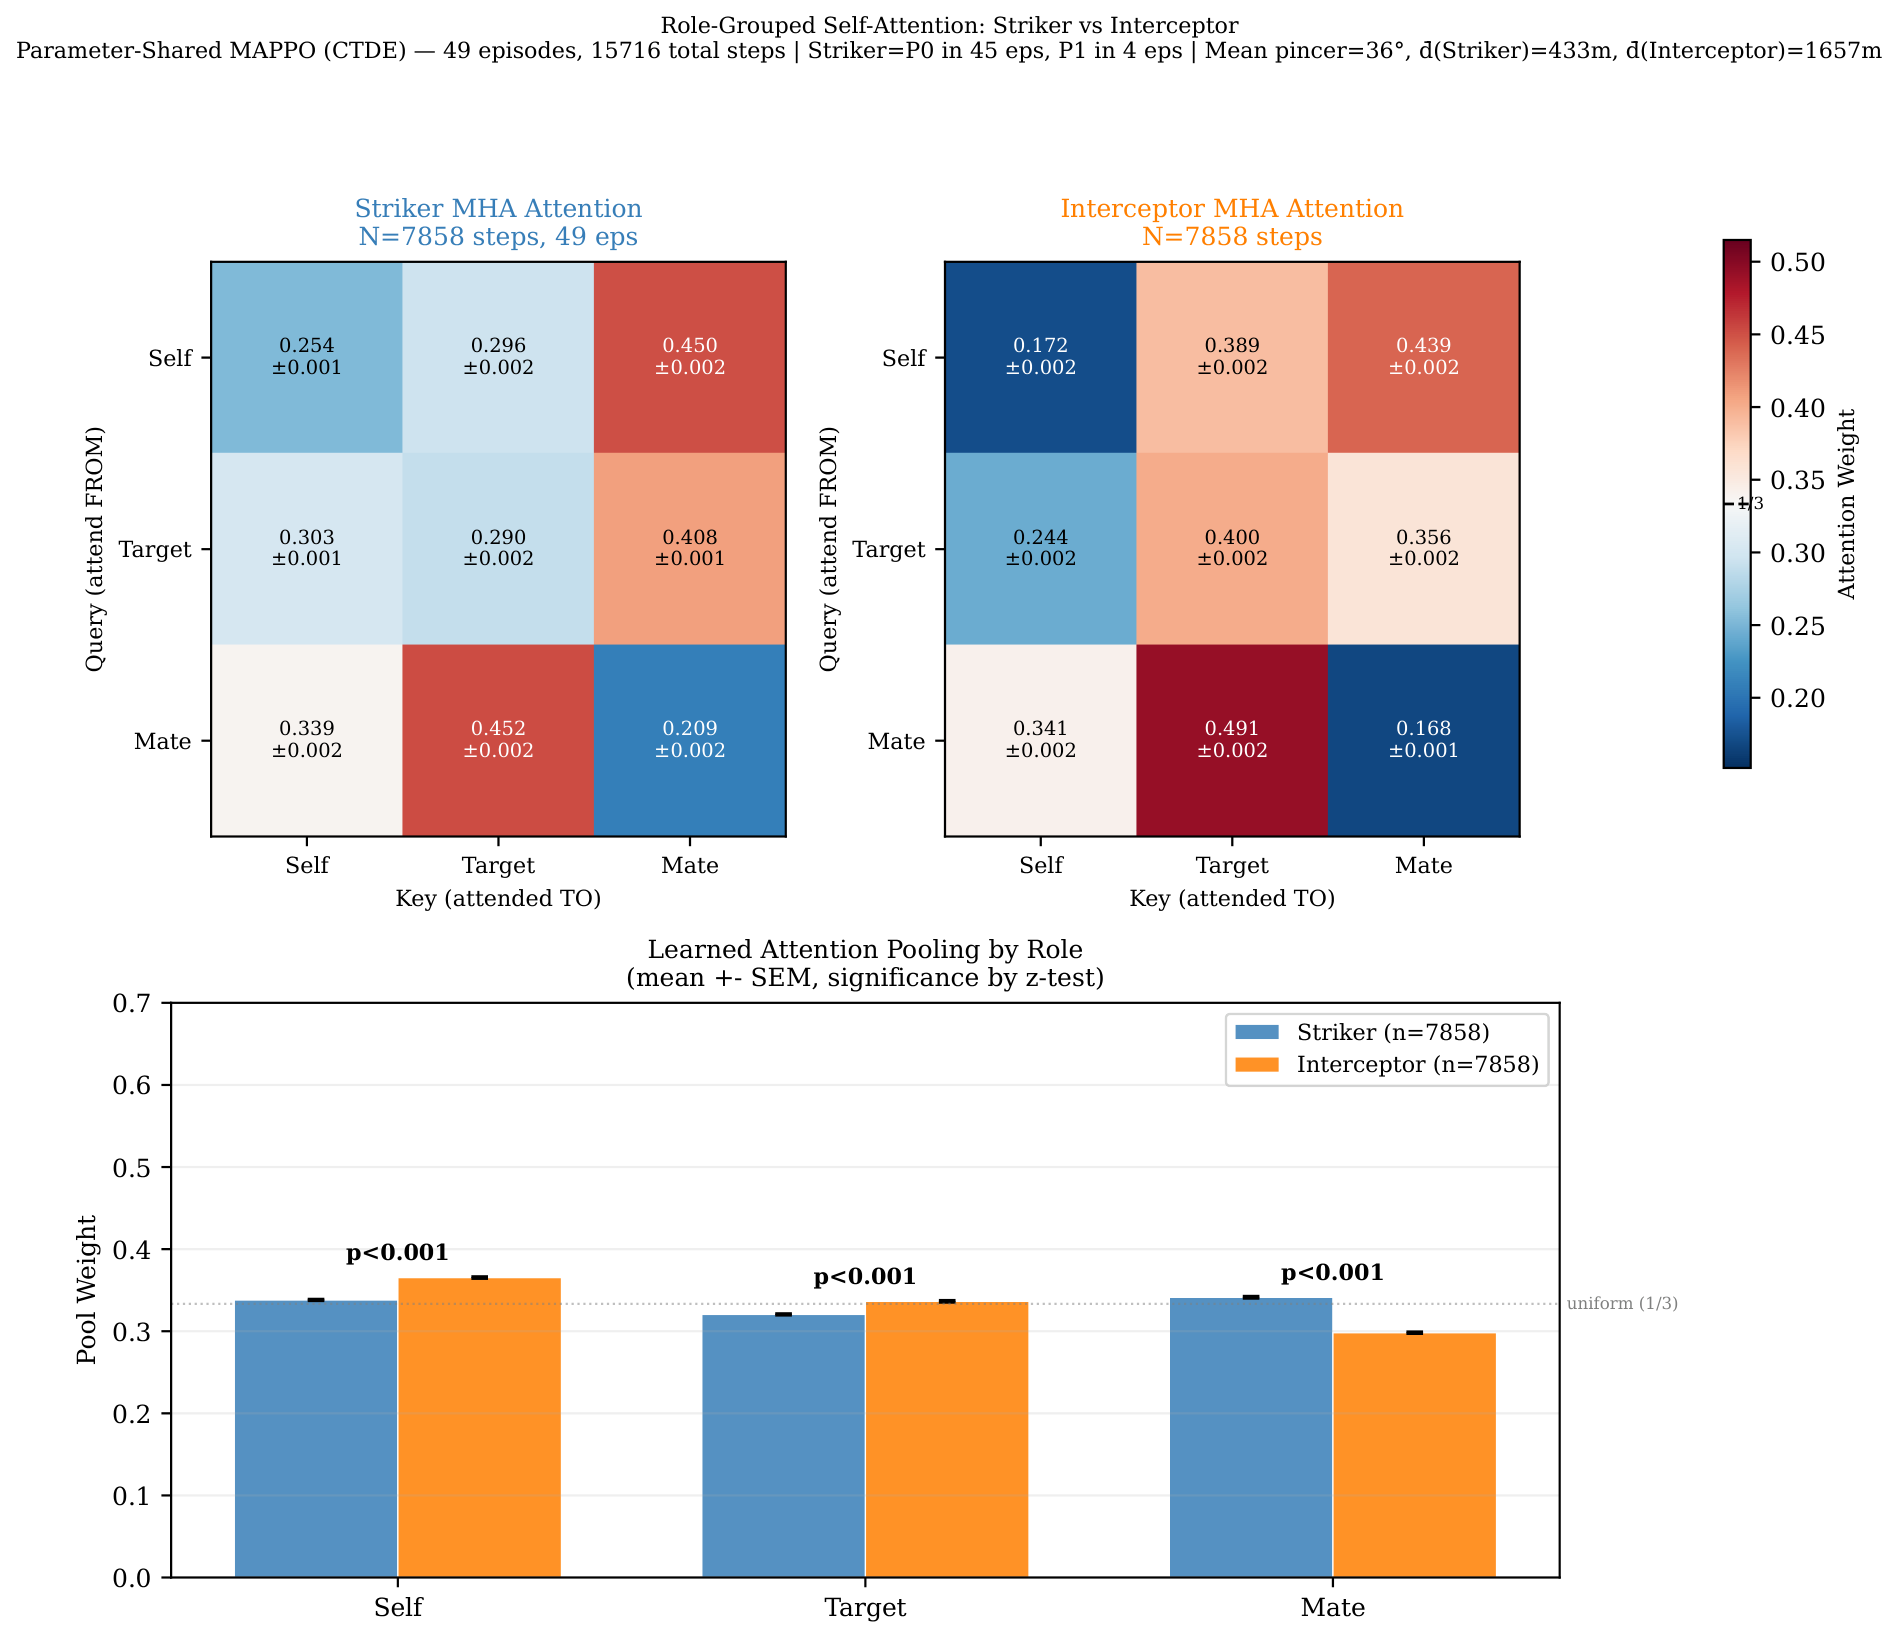 Role-Grouped Self-Attention: Striker vs Interceptor
Parameter-Shared MAPPO (CTDE) — 49 episodes, 15716 total steps | Striker=P0 in 45 eps, P1 in 4 eps | Mean pincer=36°, d̄(Striker)=433m, d̄(Interceptor)=1657m
Striker MHA Attention
N=7858 steps, 49 eps
Query (attend FROM)
Self
Target
Mate
0.254
±0.001
0.296
±0.002
0.450
±0.002
0.303
±0.001
0.290
±0.002
0.408
±0.001
0.339
±0.002
0.452
±0.002
0.209
±0.002
Self
Target
Mate
Key (attended TO)
Interceptor MHA Attention
N=7858 steps
Query (attend FROM)
Self
Target
Mate
0.172
±0.002
0.389
±0.002
0.439
±0.002
0.244
±0.002
0.400
±0.002
0.356
±0.002
0.341
±0.002
0.491
±0.002
0.168
±0.001
Self
Target
Mate
Key (attended TO)
0.50
0.45
0.40
0.35
1/3
0.30
0.25
0.20
Attention Weight
Learned Attention Pooling by Role
(mean +- SEM, significance by z-test)
Pool Weight
0.7
0.6
0.5
0.4
0.3
0.2
0.1
0.0
Striker (n=7858)
Interceptor (n=7858)
p<0.001
p<0.001
p<0.001
uniform (1/3)
Self
Target
Mate